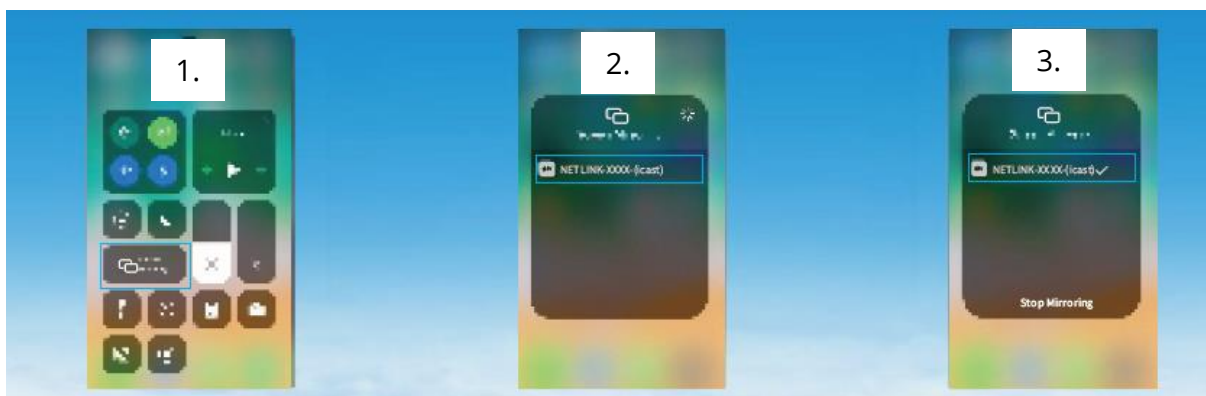 1.
2.
NETLINK-XXXX-(icast)
3.
NETLINK-XXXX-(icast)
Stop Mirroring